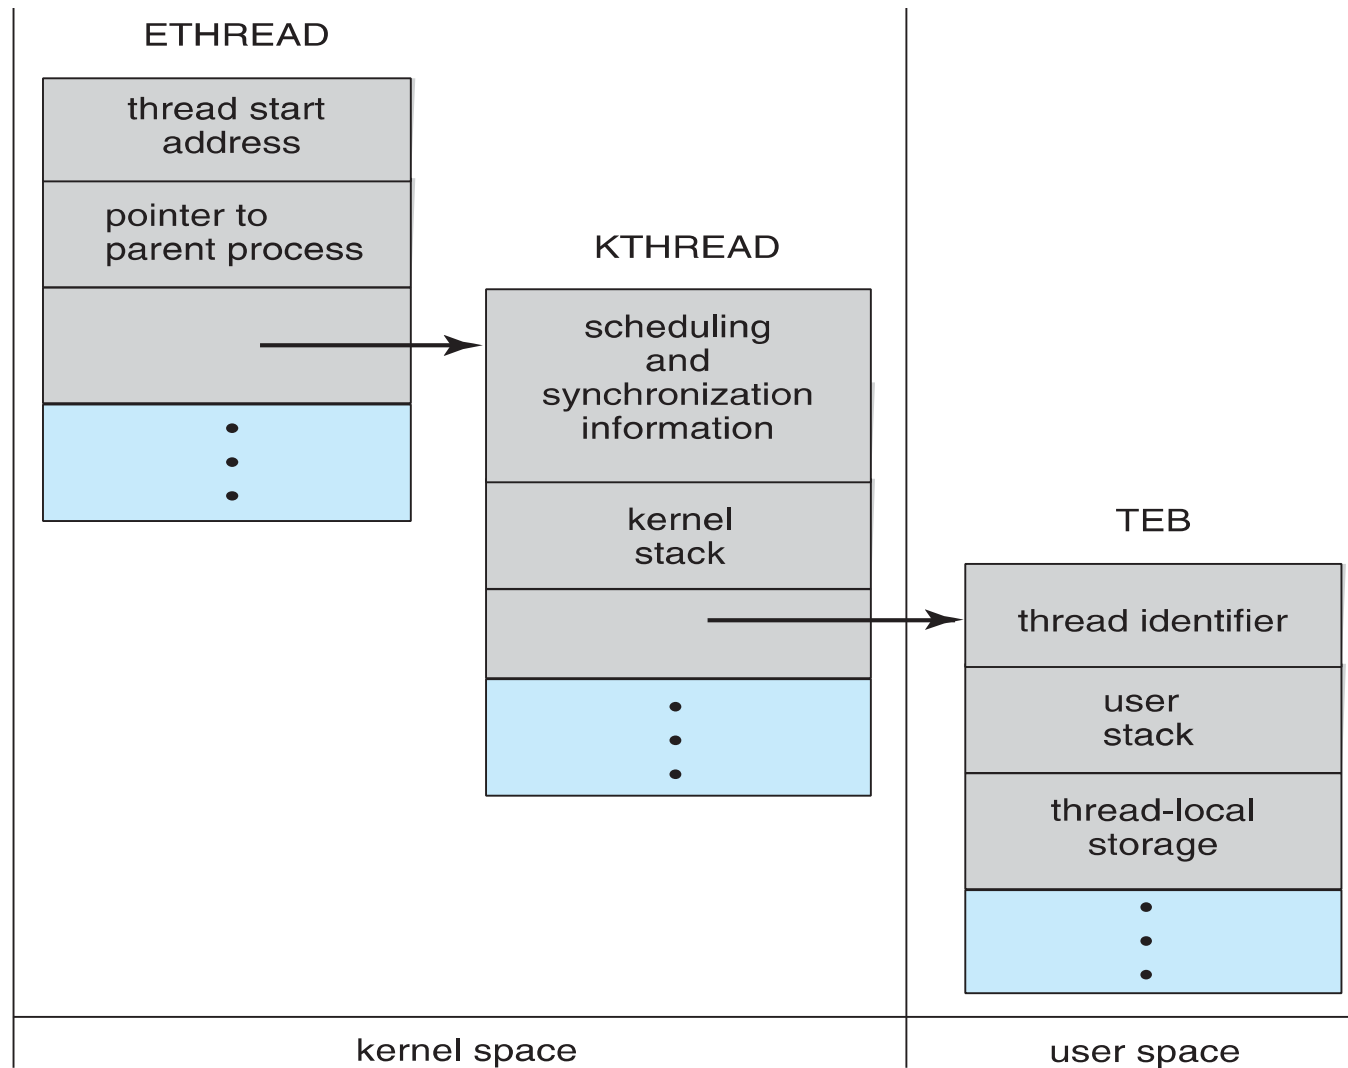 ETHREAD
thread start
address
pointer to
parent process
KTHREAD
scheduling
and
synchronization
information
kernel
stack
TEB
thread identifier
user
stack
thread-local
storage
kernel space
user space